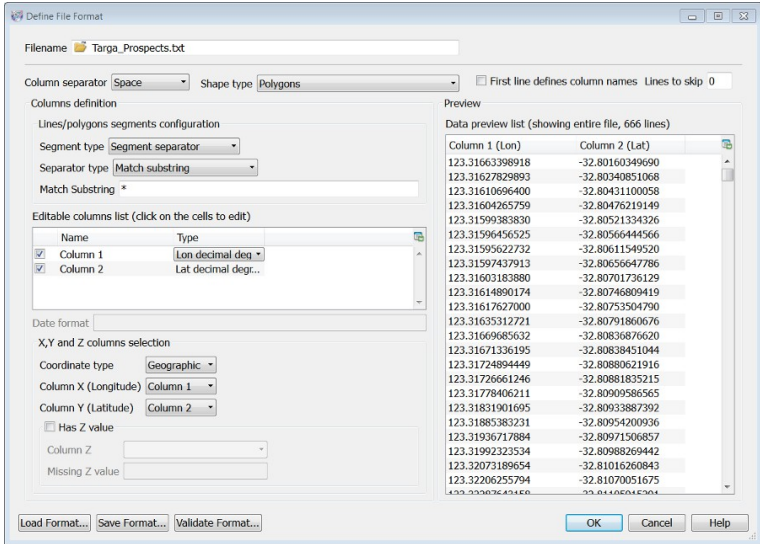 Define File Format
Filename Targa_Prospects.txt
Column separator Space Shape type Polygons First line defines column names Lines to skip 0
Columns definition
Lines/polygons segments configuration
Segment type Segment separator
Separator type Match substring
Match Substring *
Editable columns list (click on the cells to edit)
Name Type
Column 1 Lon decimal deg
Column 2 Lat decimal degr...
Date format
X,Y and Z columns selection
Coordinate type Geographic
Column X (Longitude) Column 1
Column Y (Latitude) Column 2
Has Z value
Column Z
Missing Z value
Preview
Data preview list (showing entire file, 666 lines)
Column 1 (Lon) Column 2 (Lat)
123.31663398918 -32.80160349690
123.31627829893 -32.80340851068
123.31610696400 -32.80431100058
123.31604265759 -32.80476219149
123.31599383830 -32.80521334326
123.31596456525 -32.80566444566
123.31595622732 -32.80611549520
123.31597437913 -32.80656647786
123.31603183880 -32.80701736129
123.31614890174 -32.80746809419
123.31617627000 -32.80753504790
123.31635312721 -32.80791860676
123.31669685632 -32.80836876620
123.31671336195 -32.80838451044
123.31724894449 -32.80880621916
123.31726661246 -32.80881835215
123.31778406211 -32.80909586565
123.31831901695 -32.80933887392
123.31885383231 -32.80954200936
123.31936717884 -32.80971506857
123.31992323534 -32.80988269442
123.32073189654 -32.81016260843
123.32206255794 -32.81070051675
Load Format... Save Format... Validate Format... OK Cancel Help